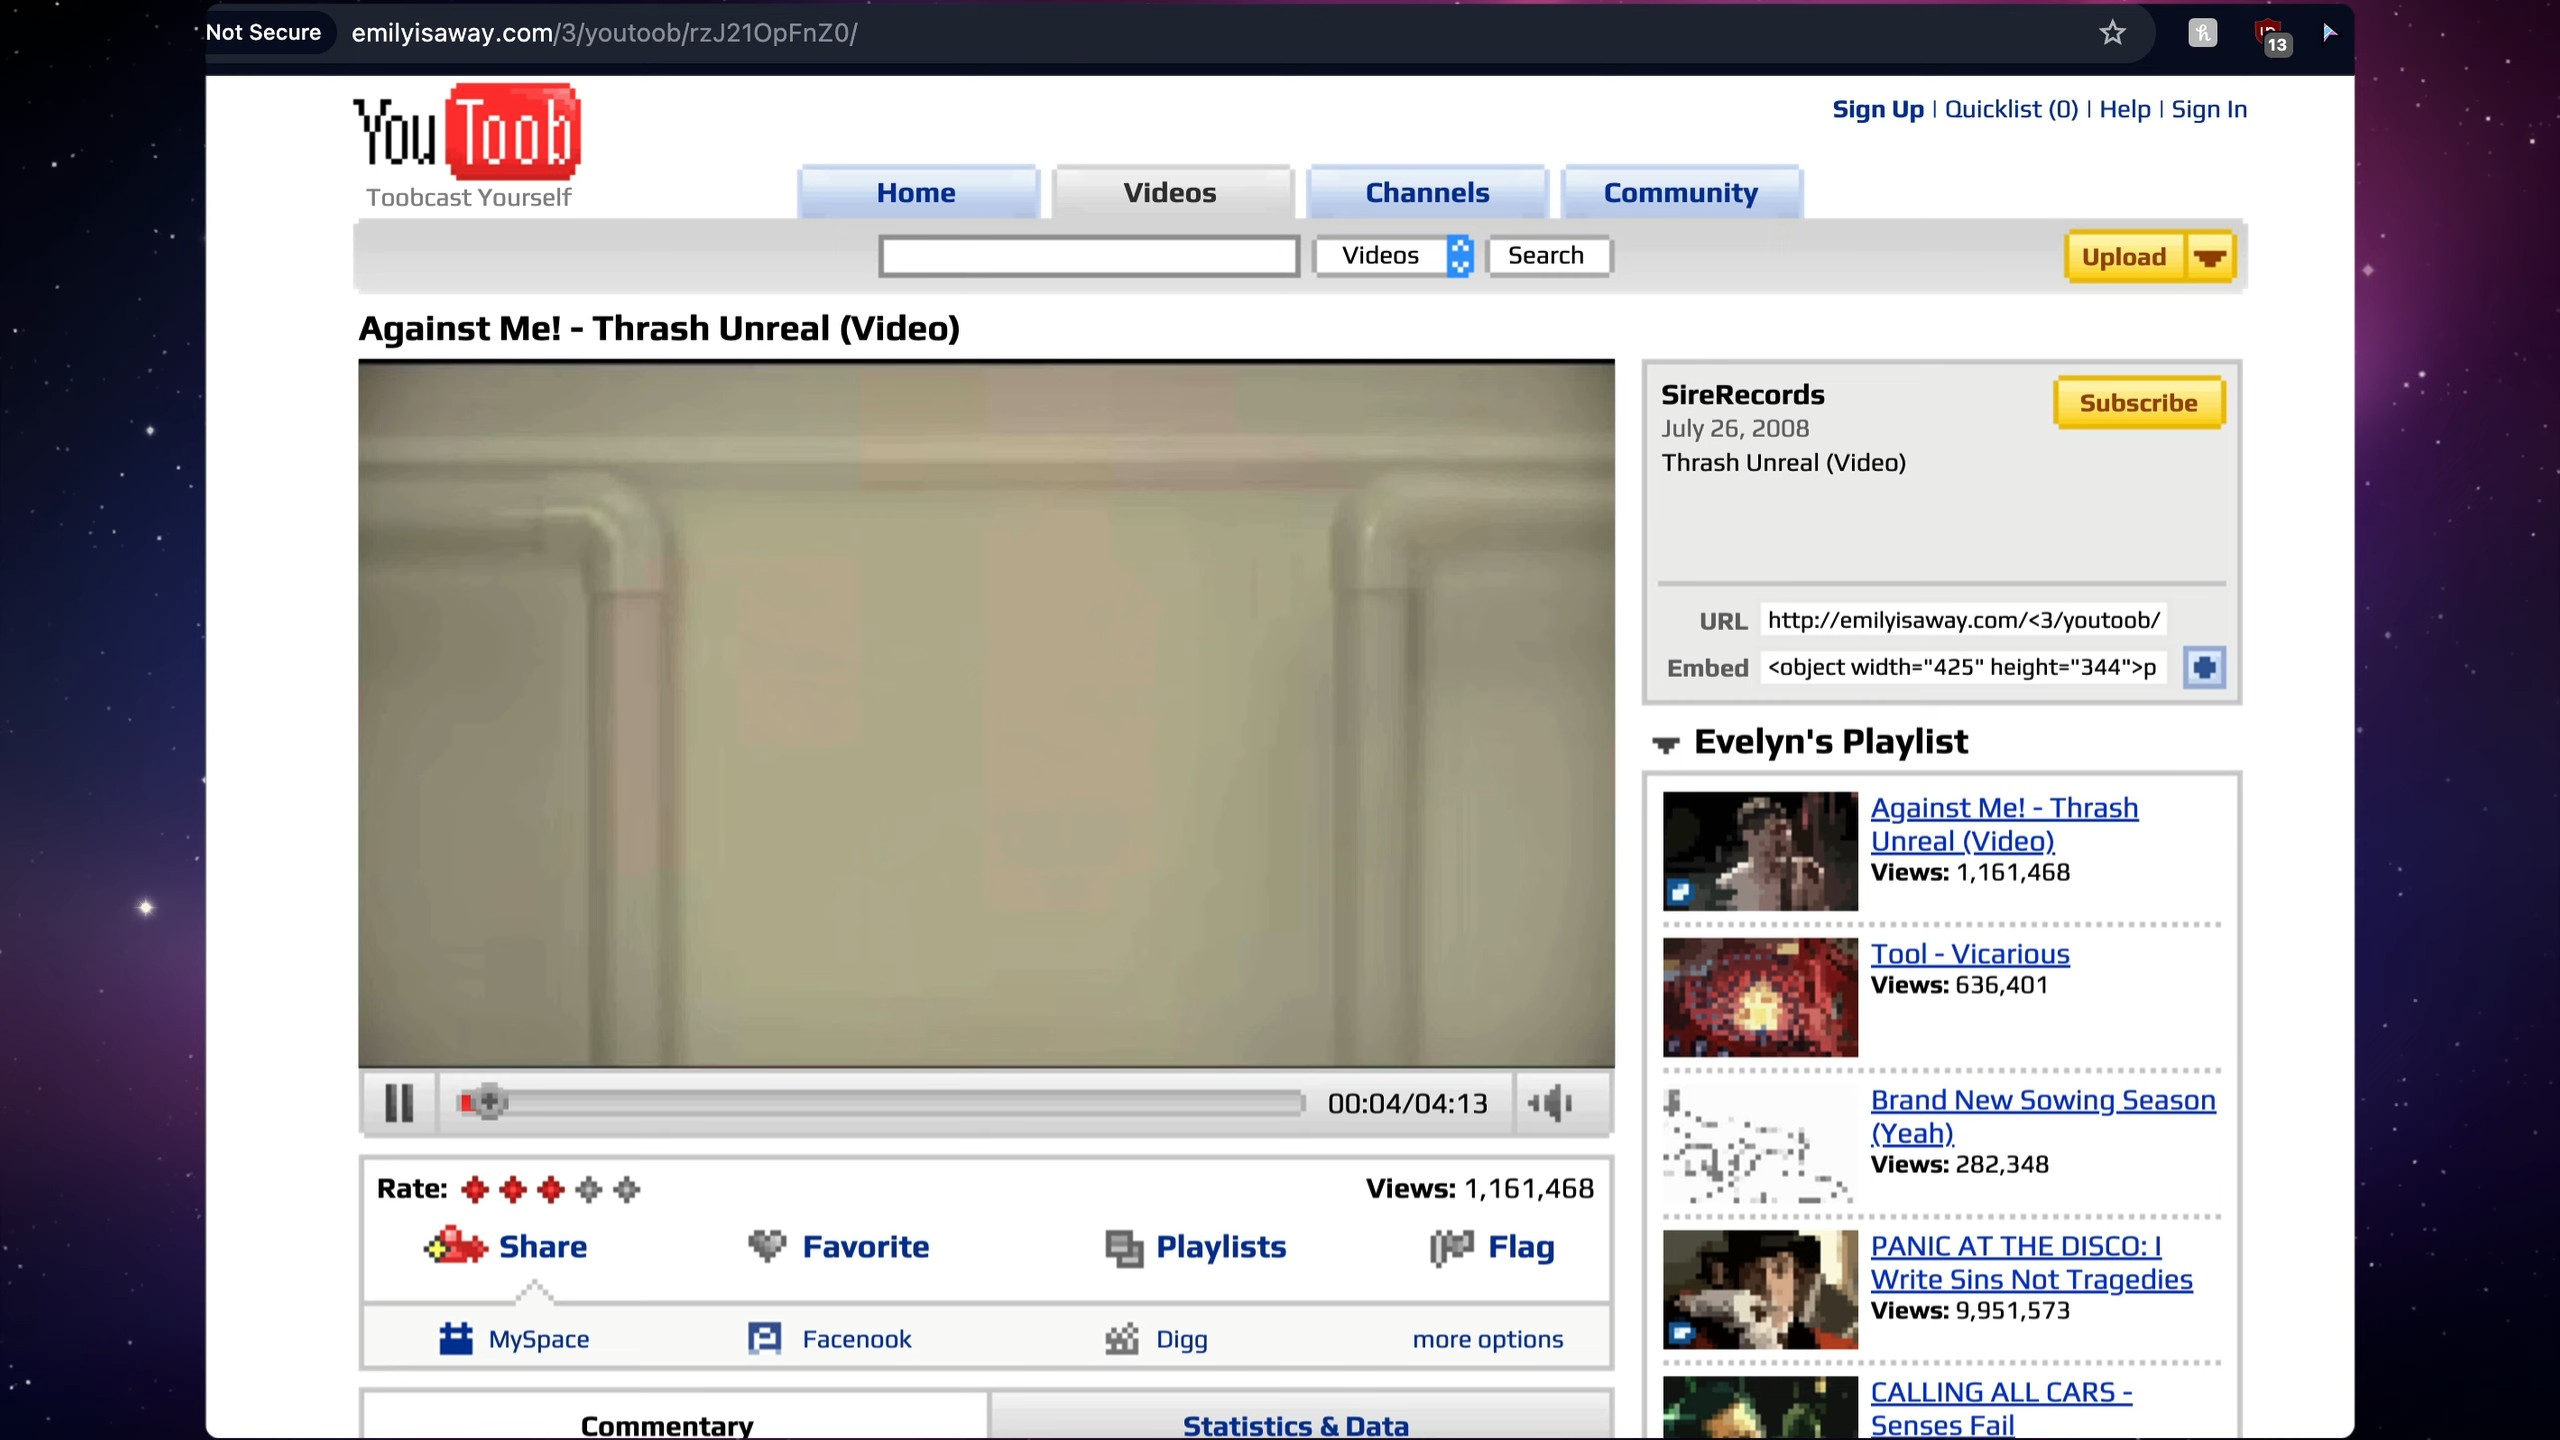 Not Secure emilyisaway.com/3/youtoob/rzJ21OpFnZ0/
13
You Toob
Toobcast Yourself
Sign Up | Quicklist (0) | Help | Sign In
Home Videos Channels Community
Videos Search
Upload
Against Me! - Thrash Unreal (Video)
SireRecords
July 26, 2008
Thrash Unreal (Video)
Subscribe
URL http://emilyisaway.com/<3/youtoob/
Embed <object width="425" height="344">p
Evelyn's Playlist
Against Me! - Thrash
Unreal (Video)
Views: 1,161,468
Tool - Vicarious
Views: 636,401
Brand New Sowing Season
(Yeah)
Views: 282,348
PANIC AT THE DISCO: I
Write Sins Not Tragedies
Views: 9,951,573
CALLING ALL CARS -
Senses Fail
00:04/04:13
Rate: Views: 1,161,468
Share Favorite Playlists Flag
MySpace Facenook Digg more options
Commentary Statistics & Data